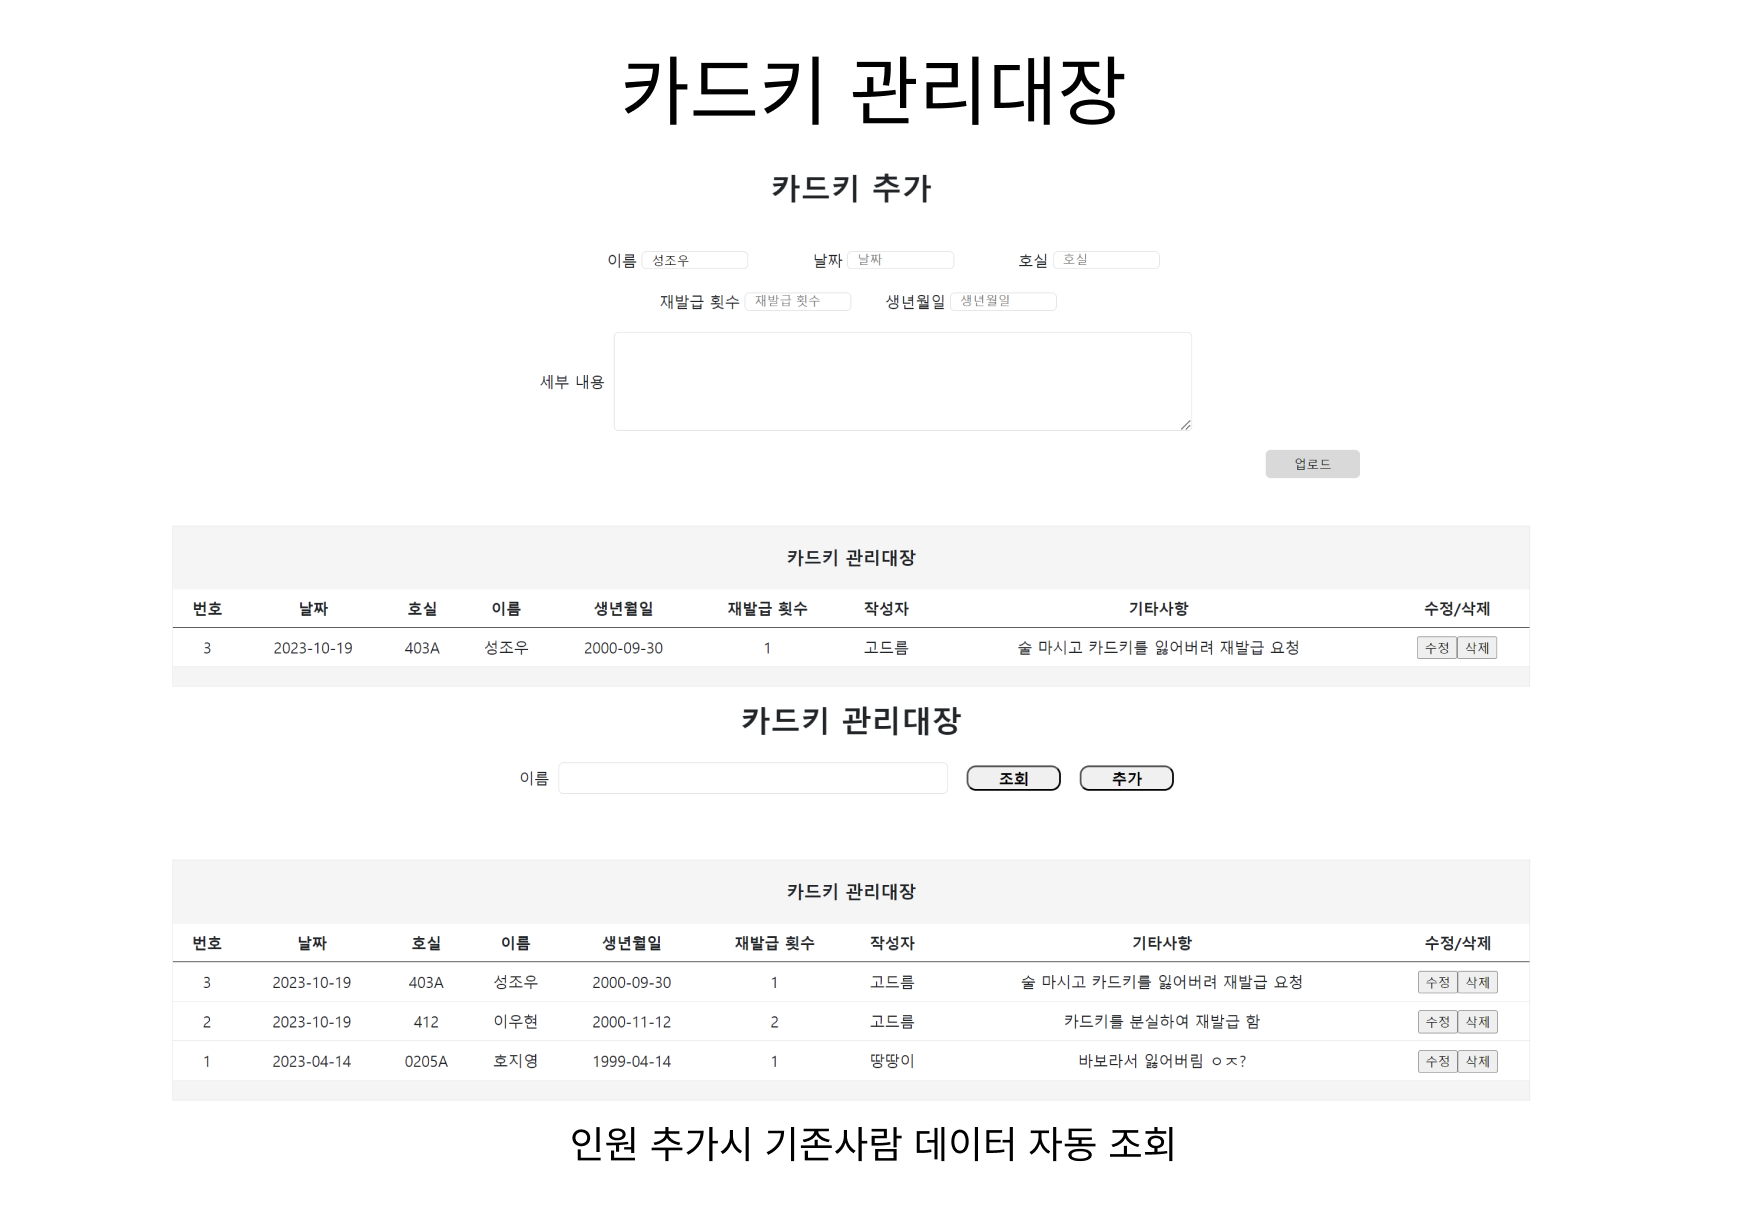 카드키 관리대장
카드키 추가
이름 성조우 날짜 날짜 호실 호실
재발급 횟수 재발급 횟수 생년월일 생년월일
세부 내용
업로드
카드키 관리대장
번호 날짜 호실 이름 생년월일 재발급 횟수 작성자 기타사항 수정/삭제
3 2023-10-19 403A 성조우 2000-09-30 1 고드름 술 마시고 카드키를 잃어버려 재발급 요청 수정 삭제
카드키 관리대장
이름 조회 추가
카드키 관리대장
번호 날짜 호실 이름 생년월일 재발급 횟수 작성자 기타사항 수정/삭제
3 2023-10-19 403A 성조우 2000-09-30 1 고드름 술 마시고 카드키를 잃어버려 재발급 요청 수정 삭제
2 2023-10-19 412 이우현 2000-11-12 2 고드름 카드키를 분실하여 재발급 함 수정 삭제
1 2023-04-14 0205A 호지영 1999-04-14 1 땅땅이 바보라서 잃어버림 ㅇㅈ? 수정 삭제
인원 추가시 기존사람 데이터 자동 조회